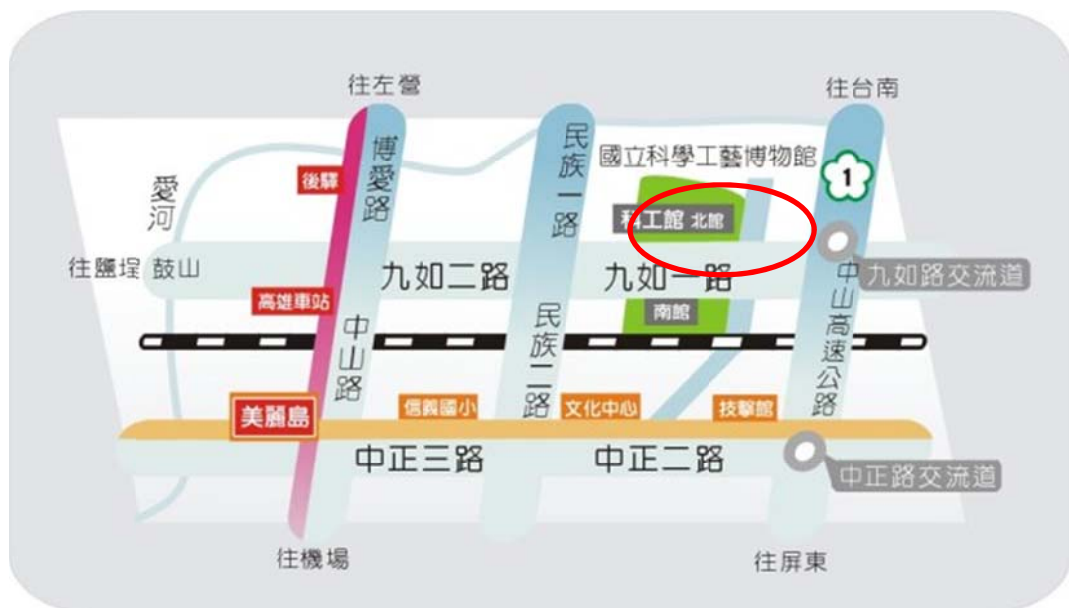 往左營
往台南
博愛路
民族一路
國立科學工藝博物館
1
後驛
愛河
科工館 北館
往鹽埕 鼓山
九如二路
九如一路
九如路交流道
高雄車站
南館
中山路
民族二路
中山高速公路
美麗島
信義國小
文化中心
技擊館
中正三路
中正二路
中正路交流道
往機場
往屏東